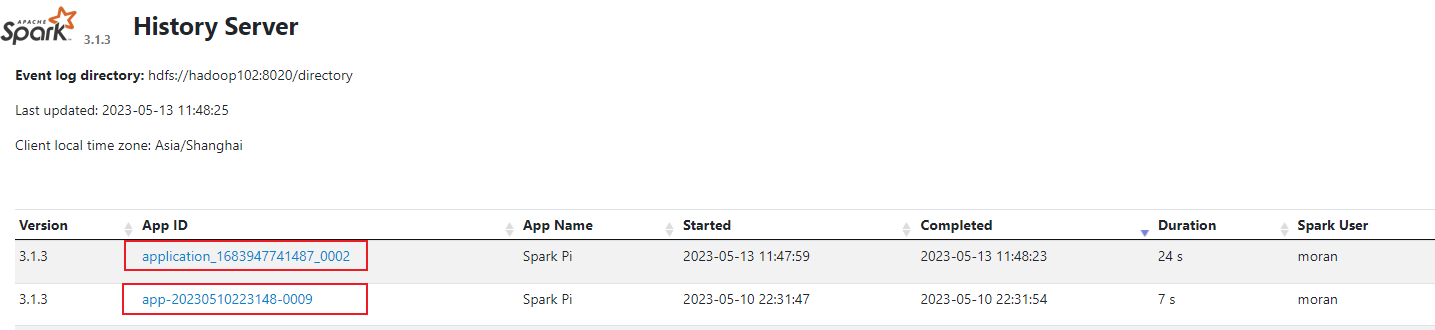 APACHE
Spark 3.1.3 History Server
Event log directory: hdfs://hadoop102:8020/directory
Last updated: 2023-05-13 11:48:25
Client local time zone: Asia/Shanghai
Version App ID App Name Started Completed Duration Spark User
3.1.3 application_1683947741487_0002 Spark Pi 2023-05-13 11:47:59 2023-05-13 11:48:23 24 s moran
3.1.3 app-20230510223148-0009 Spark Pi 2023-05-10 22:31:47 2023-05-10 22:31:54 7 s moran